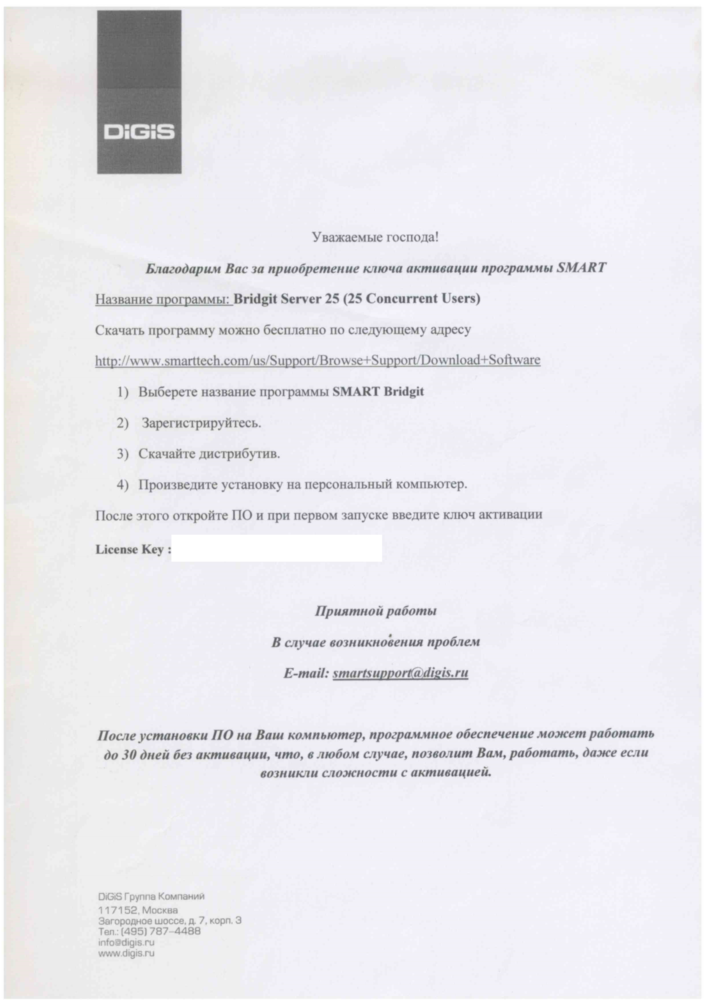 DiGiS
Уважаемые господа!
Благодарим Вас за приобретение ключа активации программы SMART
Название программы: Bridgit Server 25 (25 Concurrent Users)
Скачать программу можно бесплатно по следующему адресу
http://www.smarttech.com/us/Support/Browse+Support/Download+Software
1) Выберете название программы SMART Bridgit
2) Зарегистрируйтесь.
3) Скачайте дистрибутив.
4) Произведите установку на персональный компьютер.
После этого откройте ПО и при первом запуске введите ключ активации
License Key :
Приятной работы
В случае возникновения проблем
E-mail: smartsupport@digis.ru
После установки ПО на Ваш компьютер, программное обеспечение может работать
до 30 дней без активации, что, в любом случае, позволит Вам, работать, даже если
возникли сложности с активацией.
DiGiS Группа Компаний
117152, Москва
Загородное шоссе, д. 7, корп. 3
Тел.: (495) 787–4488
info@digis.ru
www.digis.ru